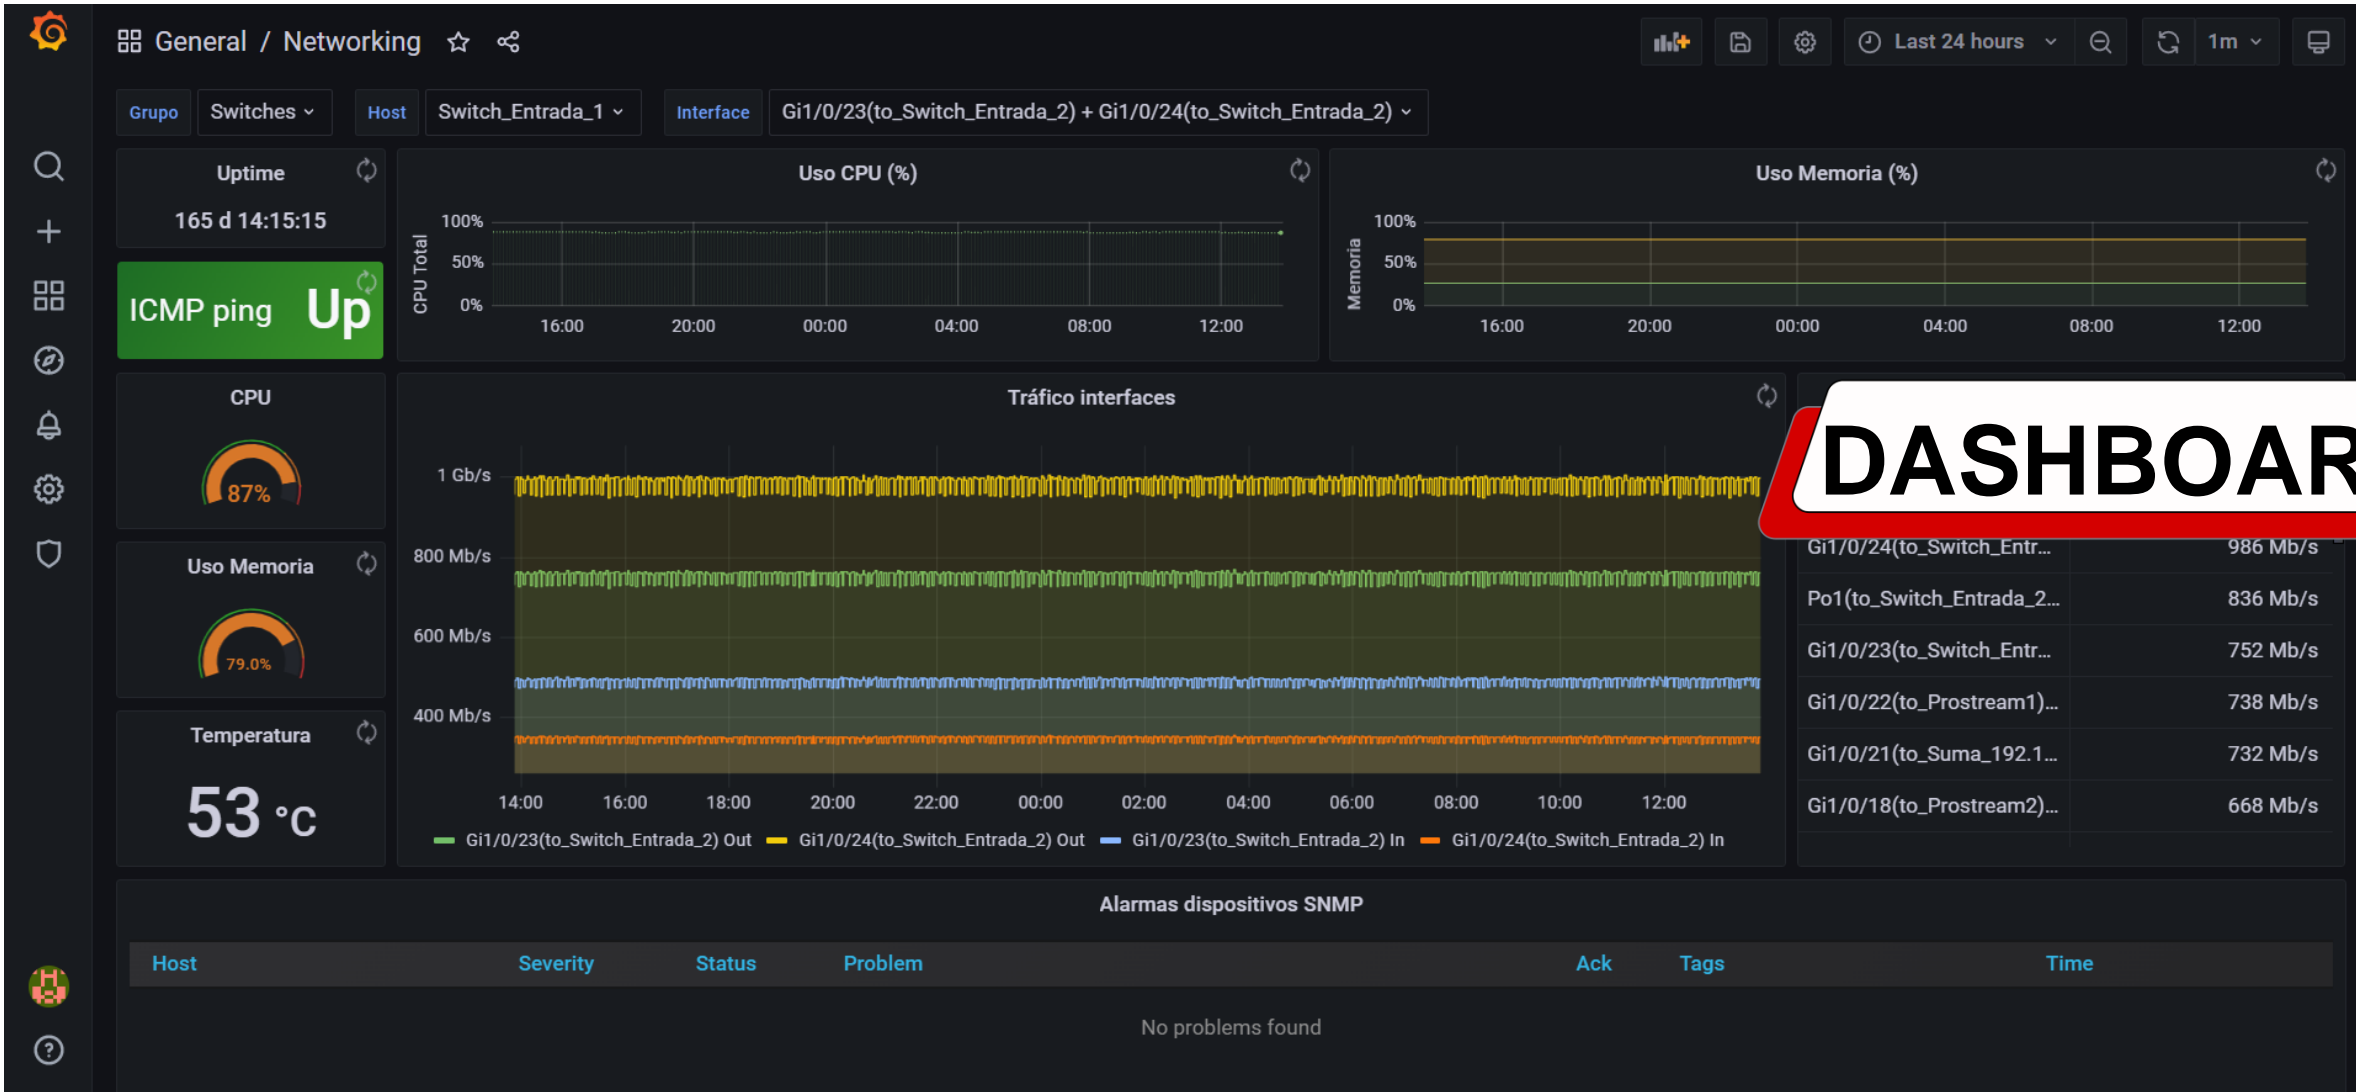 General / Networking
Last 24 hours
1m
Grupo
Switches
Host
Switch_Entrada_1
Interface
Gi1/0/23(to_Switch_Entrada_2) + Gi1/0/24(to_Switch_Entrada_2)
Uptime
165 d 14:15:15
ICMP ping Up
CPU
87%
Uso Memoria
79.0%
Temperatura
53 °C
Uso CPU (%)
CPU Total
100%
50%
0%
16:00 20:00 00:00 04:00 08:00 12:00
Uso Memoria (%)
Memoria
100%
50%
0%
16:00 20:00 00:00 04:00 08:00 12:00
Tráfico interfaces
1 Gb/s
800 Mb/s
600 Mb/s
400 Mb/s
14:00 16:00 18:00 20:00 22:00 00:00 02:00 04:00 06:00 08:00 10:00 12:00
Gi1/0/23(to_Switch_Entrada_2) Out Gi1/0/24(to_Switch_Entrada_2) Out Gi1/0/23(to_Switch_Entrada_2) In Gi1/0/24(to_Switch_Entrada_2) In
DASHBOAR
Gi1/0/24(to_Switch_Entr... 986 Mb/s
Po1(to_Switch_Entrada_2... 836 Mb/s
Gi1/0/23(to_Switch_Entr... 752 Mb/s
Gi1/0/22(to_Prostream1)... 738 Mb/s
Gi1/0/21(to_Suma_192.1... 732 Mb/s
Gi1/0/18(to_Prostream2)... 668 Mb/s
Alarmas dispositivos SNMP
Host Severity Status Problem Ack Tags Time
No problems found